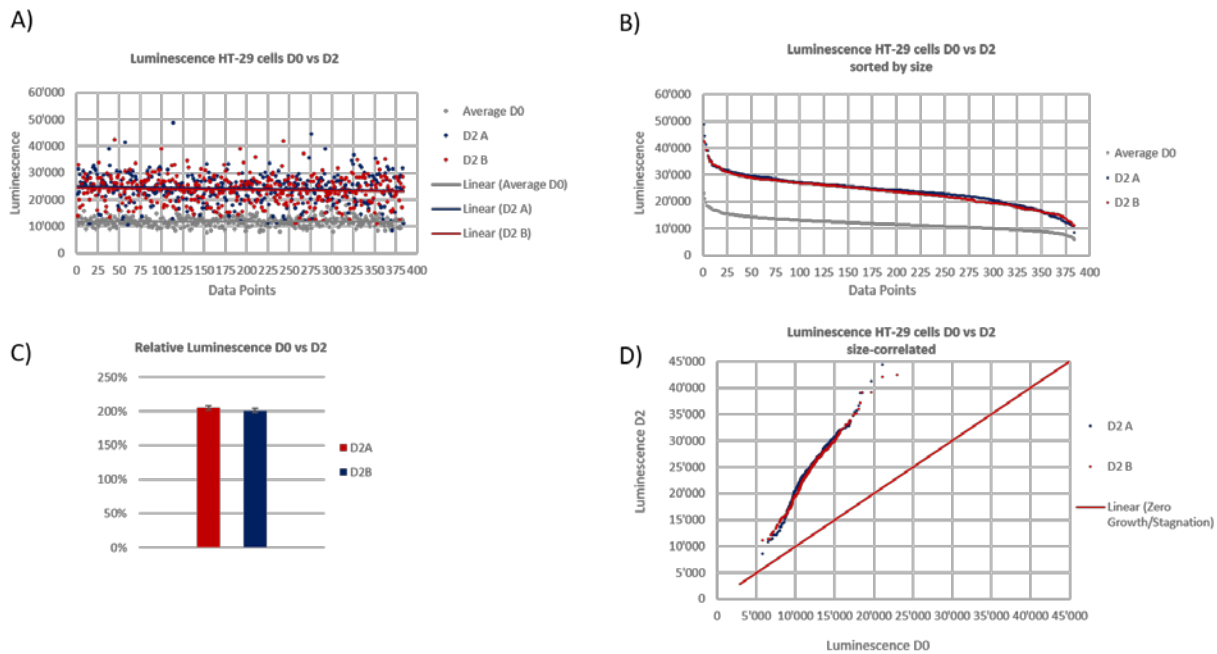 A)
Luminescence HT-29 cells D0 vs D2
60'000
50'000
40'000
30'000
20'000
10'000
0
Luminescence
0 25 50 75 100 125 150 175 200 225 250 275 300 325 350 375 400
Data Points
Average D0
D2 A
D2 B
Linear (Average D0)
Linear (D2 A)
Linear (D2 B)
B)
Luminescence HT-29 cells D0 vs D2
sorted by size
60'000
50'000
40'000
30'000
20'000
10'000
0
Luminescence
0 25 50 75 100 125 150 175 200 225 250 275 300 325 350 375 400
Data Points
Average D0
D2 A
D2 B
C)
Relative Luminescence D0 vs D2
250%
200%
150%
100%
50%
0%
D2A
D2B
D)
Luminescence HT-29 cells D0 vs D2
size-correlated
45'000
40'000
35'000
30'000
25'000
20'000
15'000
10'000
5'000
0
Luminescence D2
0 5'000 10'000 15'000 20'000 25'000 30'000 35'000 40'000 45'000
Luminescence D0
D2 A
D2 B
Linear (Zero
Growth/Stagnation)